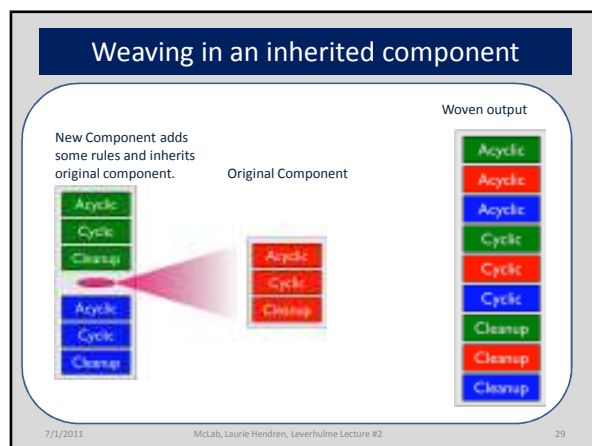 Weaving in an inherited component
New Component adds
some rules and inherits
original component.
Acyclic
Cyclic
Cleanup
Acyclic
Cyclic
Cleanup
Original Component
Acyclic
Cyclic
Cleanup
Woven output
Acyclic
Acyclic
Acyclic
Cyclic
Cyclic
Cyclic
Cleanup
Cleanup
Cleanup
7/1/2011
McLab, Laurie Hendren, Leverhulme Lecture #2
29